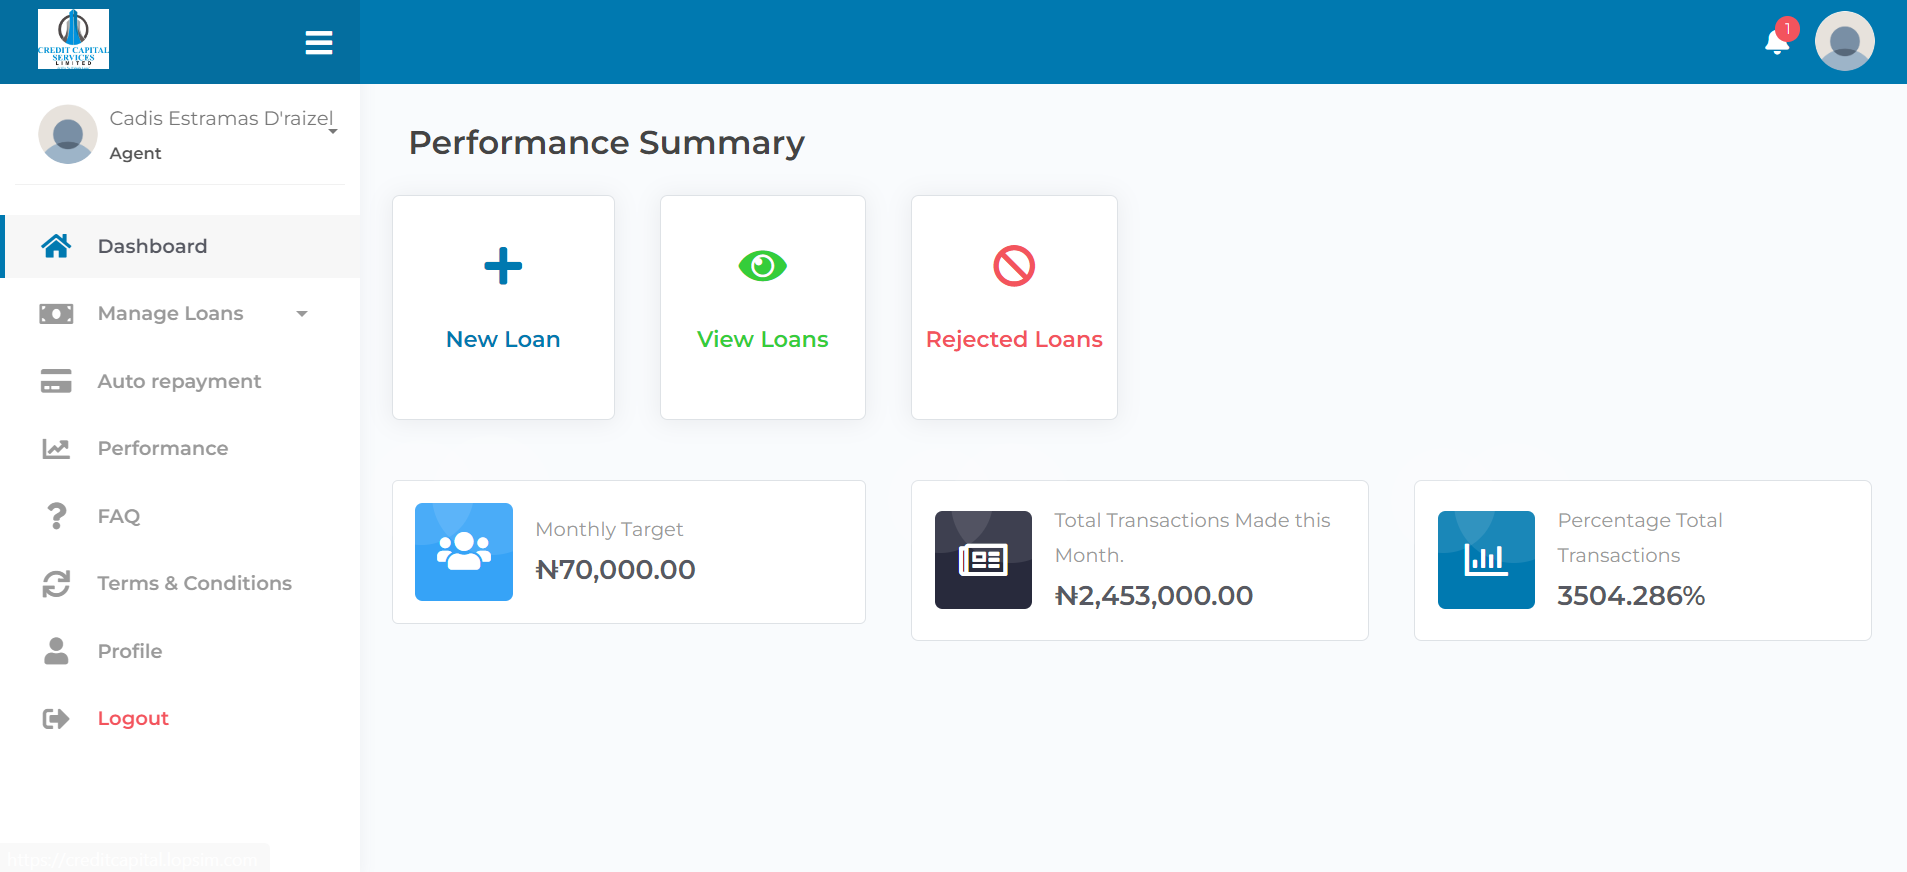 CREDIT CAPITAL
SERVICES
LIMITED
1
Cadis Estramas D'raizel
Agent
Dashboard
Manage Loans
Auto repayment
Performance
FAQ
Terms & Conditions
Profile
Logout
Performance Summary
New Loan
View Loans
Rejected Loans
Monthly Target
₦70,000.00
Total Transactions Made this
Month.
₦2,453,000.00
Percentage Total
Transactions
3504.286%